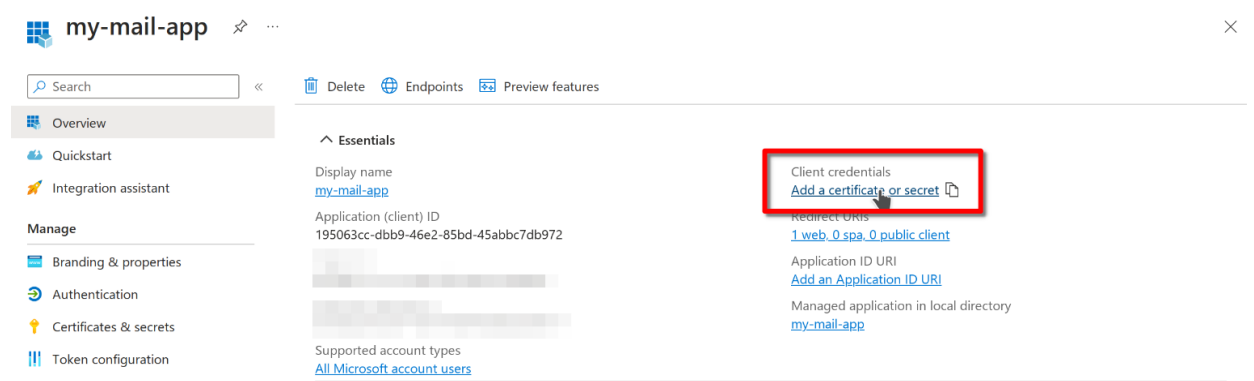 my-mail-app
Search
Delete Endpoints Preview features
Overview
Quickstart
Integration assistant
Manage
Branding & properties
Authentication
Certificates & secrets
Token configuration
Essentials
Display name
my-mail-app
Application (client) ID
195063cc-dbb9-46e2-85bd-45abbc7db972
Supported account types
All Microsoft account users
Client credentials
Add a certificate or secret
Redirect URIs
1 web, 0 spa, 0 public client
Application ID URI
Add an Application ID URI
Managed application in local directory
my-mail-app